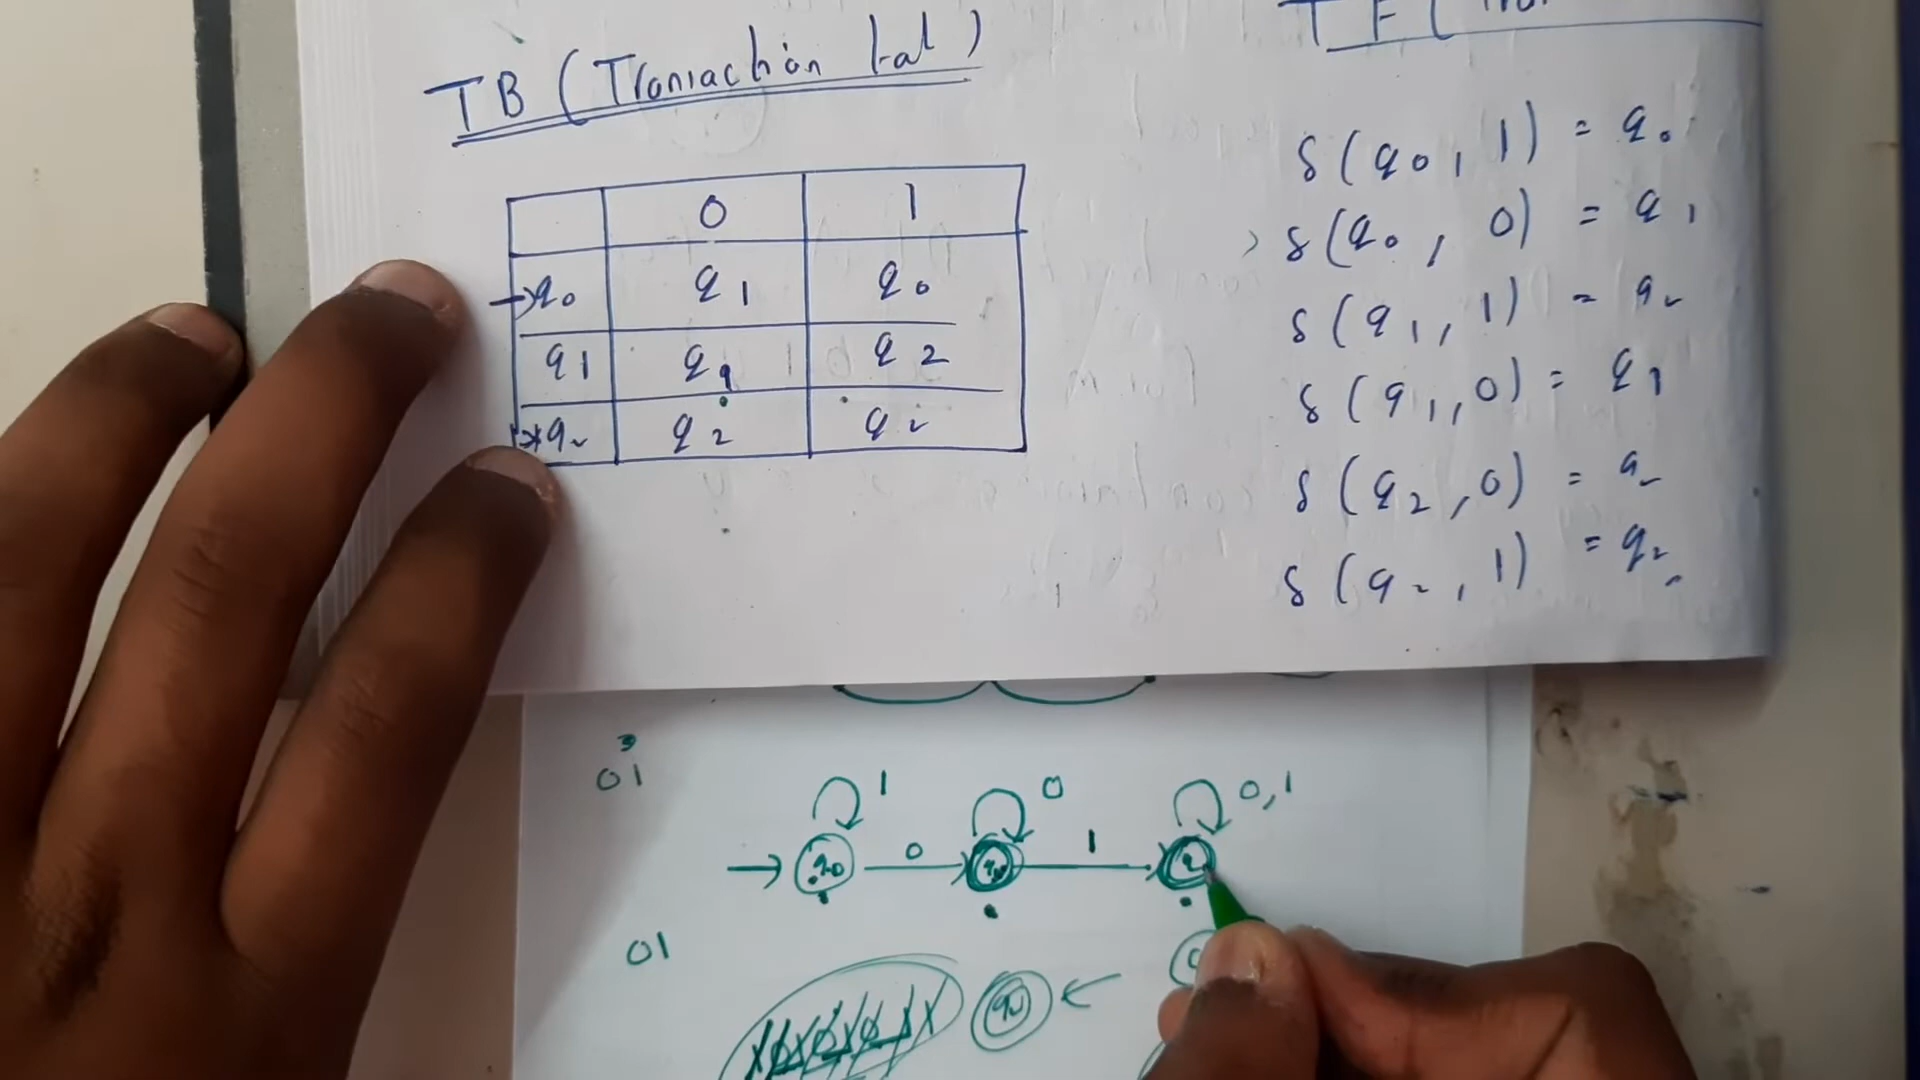 TB (Transaction tal)
0 1
→q0 q1 q0
q1 q1 q2
→*q2 q2 q2
TF (
δ(q0, 1) = q0
δ(q0, 0) = q1
δ(q1, 1) = q2
δ(q1, 0) = q1
δ(q2, 0) = q2
δ(q2, 1) = q2
01
1 0 0,1
→ q0 0 1
01